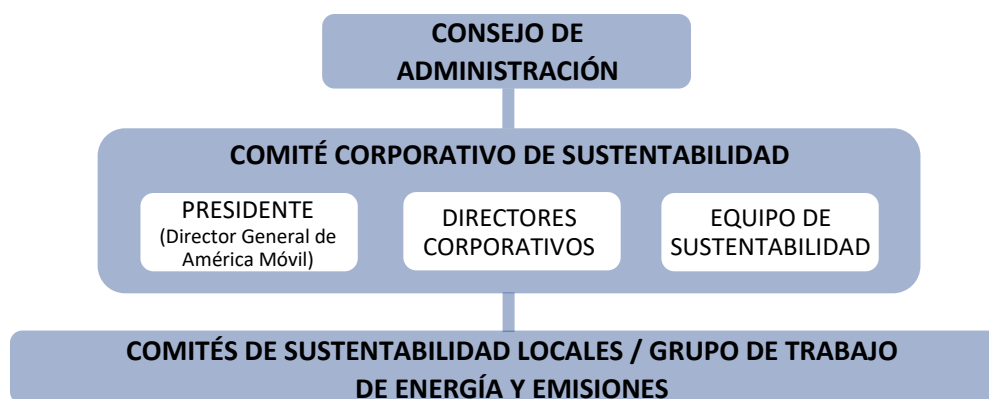 CONSEJO DE
ADMINISTRACIÓN
COMITÉ CORPORATIVO DE SUSTENTABILIDAD
PRESIDENTE
(Director General de
América Móvil)
DIRECTORES
CORPORATIVOS
EQUIPO DE
SUSTENTABILIDAD
COMITÉS DE SUSTENTABILIDAD LOCALES / GRUPO DE TRABAJO
DE ENERGÍA Y EMISIONES